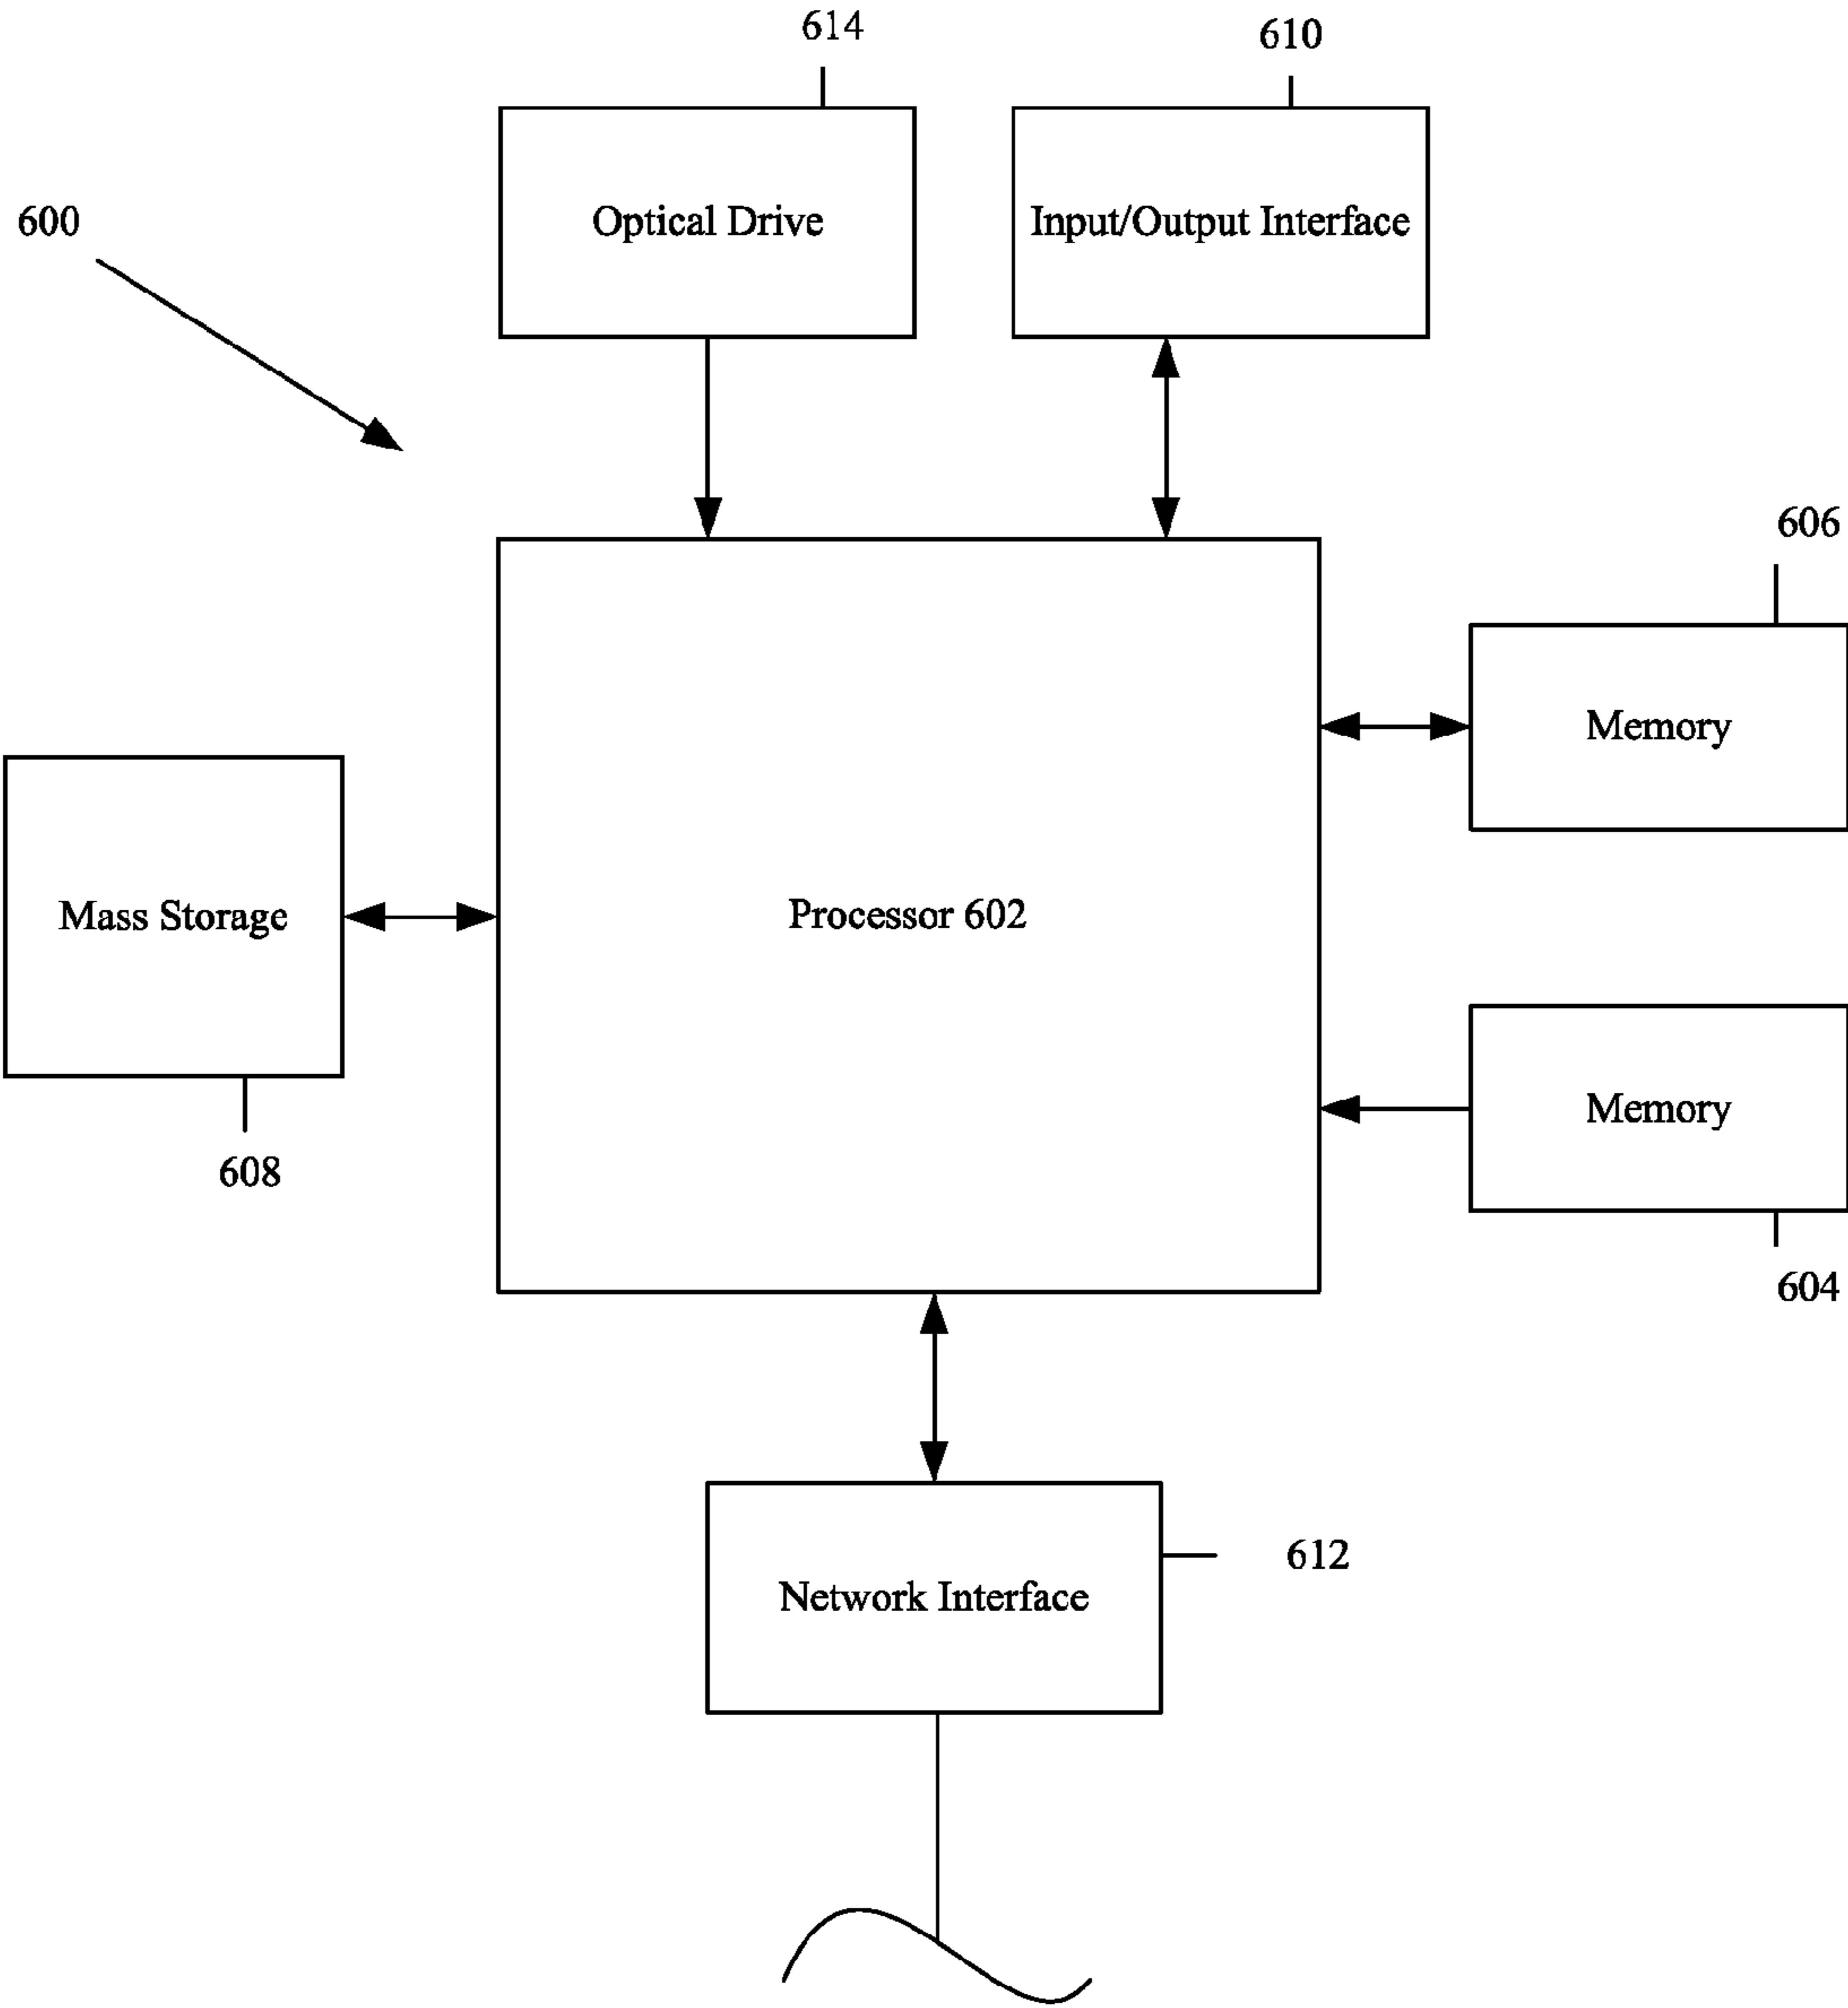 614
610
600
Optical Drive
Input/Output Interface
606
Memory
Mass Storage
Processor 602
Memory
608
604
612
Network Interface